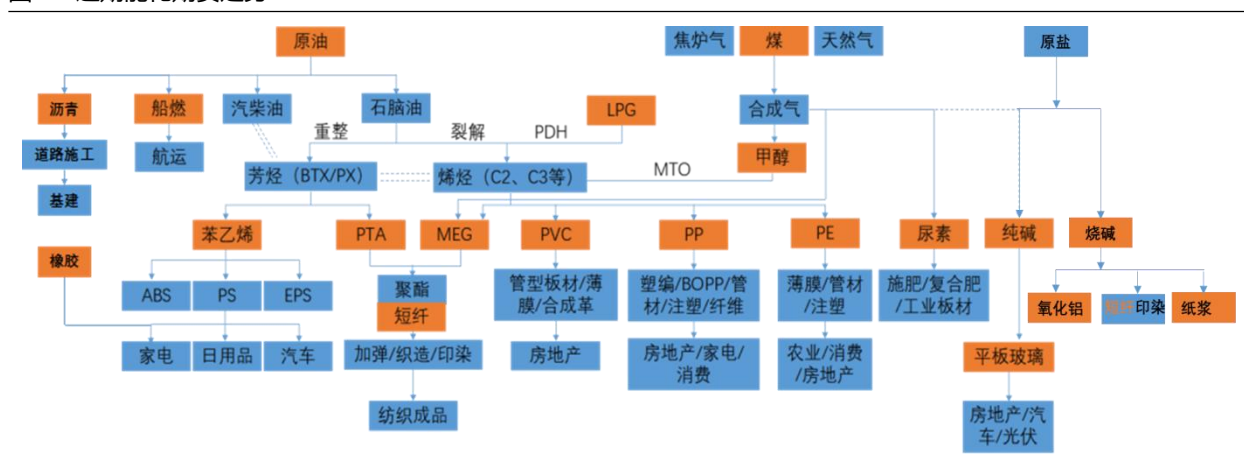 原油
焦炉气
煤
天然气
原盐
沥青
船燃
汽柴油
石脑油
LPG
合成气
重整
裂解
PDH
道路施工
航运
甲醇
芳烃（BTX/PX）
烯烃（C2、C3等）
MTO
基建
苯乙烯
PTA
MEG
PVC
PP
PE
尿素
纯碱
烧碱
橡胶
ABS
PS
EPS
聚酯
短纤
管型板材/薄
膜/合成革
塑编/BOPP/管
材/注塑/纤维
薄膜/管材
/注塑
施肥/复合肥
/工业板材
氧化铝
印染
纸浆
家电
日用品
汽车
加弹/织造/印染
房地产
房地产/家电/
消费
农业/消费
/房地产
平板玻璃
纺织成品
房地产/汽
车/光伏